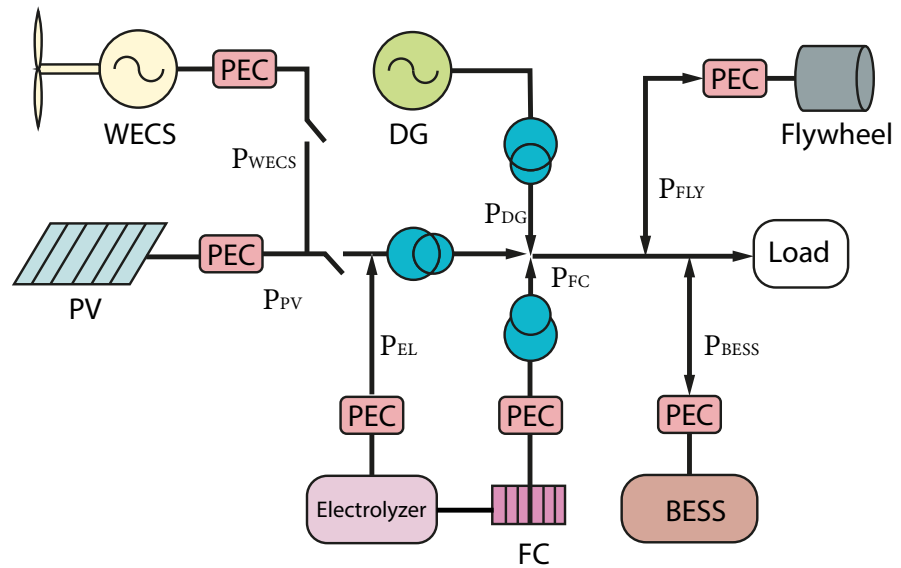 PEC
PEC
WECS
DG
Flywheel
PWECS
PFLY
PDG
PEC
Load
PFC
PV
PPV
PEL
PBESS
PEC
PEC
PEC
Electrolyzer
BESS
FC